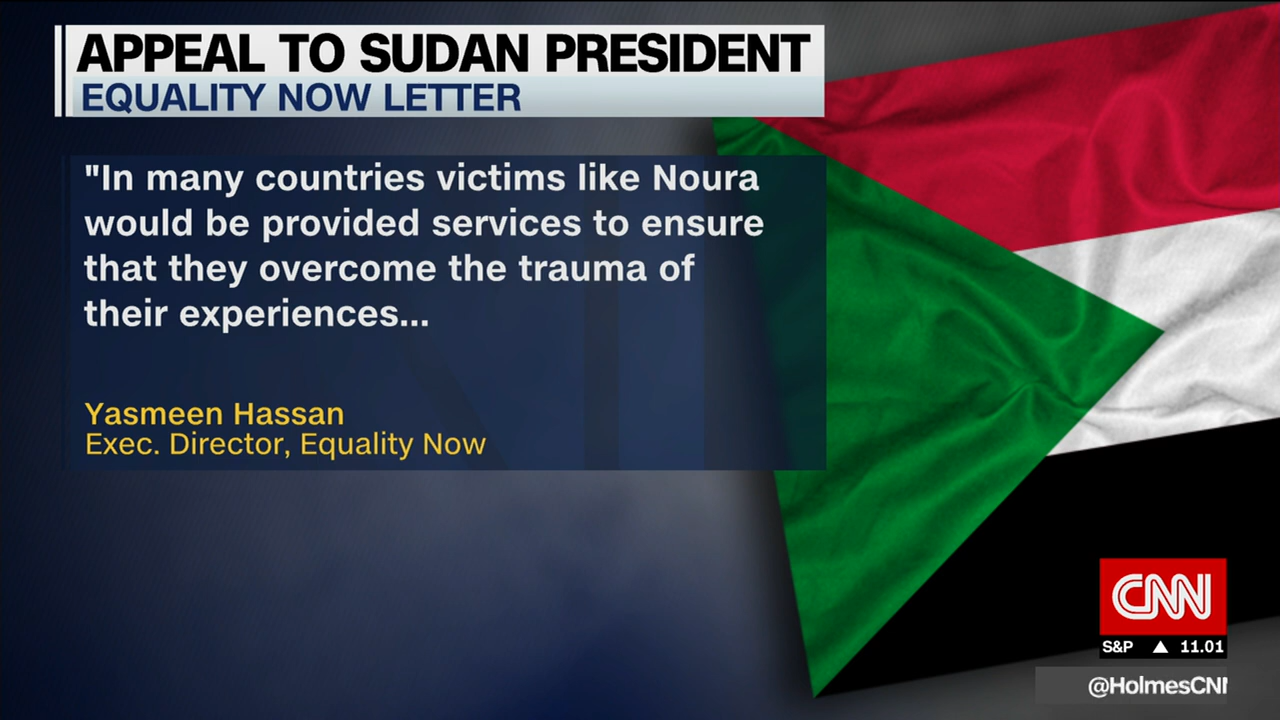 APPEAL TO SUDAN PRESIDENT
EQUALITY NOW LETTER
"In many countries victims like Noura
would be provided services to ensure
that they overcome the trauma of
their experiences...
Yasmeen Hassan
Exec. Director, Equality Now
CNN
S&P ▲ 11.01
@HolmesCNI